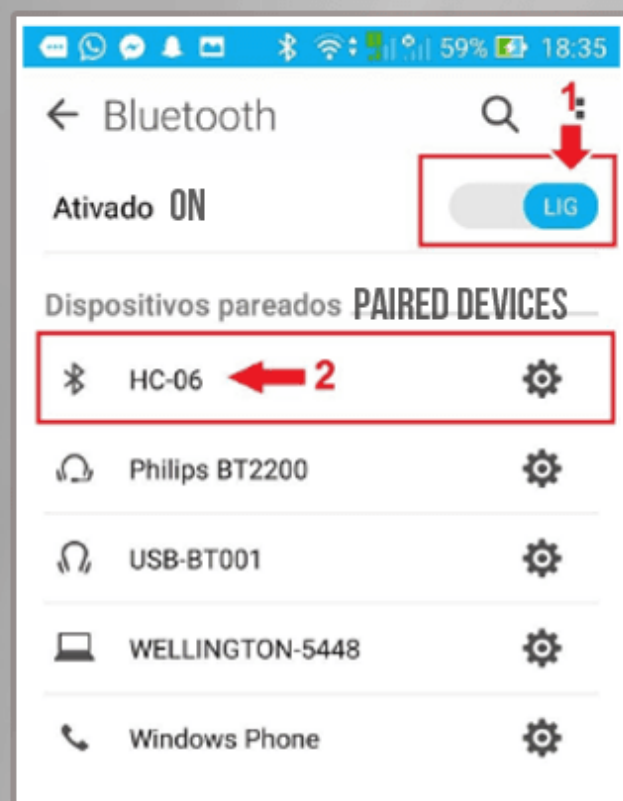 59% 18:35
Bluetooth
1
Ativado ON
LIG
Dispositivos pareados PAIRED DEVICES
HC-06 2
Philips BT2200
USB-BT001
WELLINGTON-5448
Windows Phone